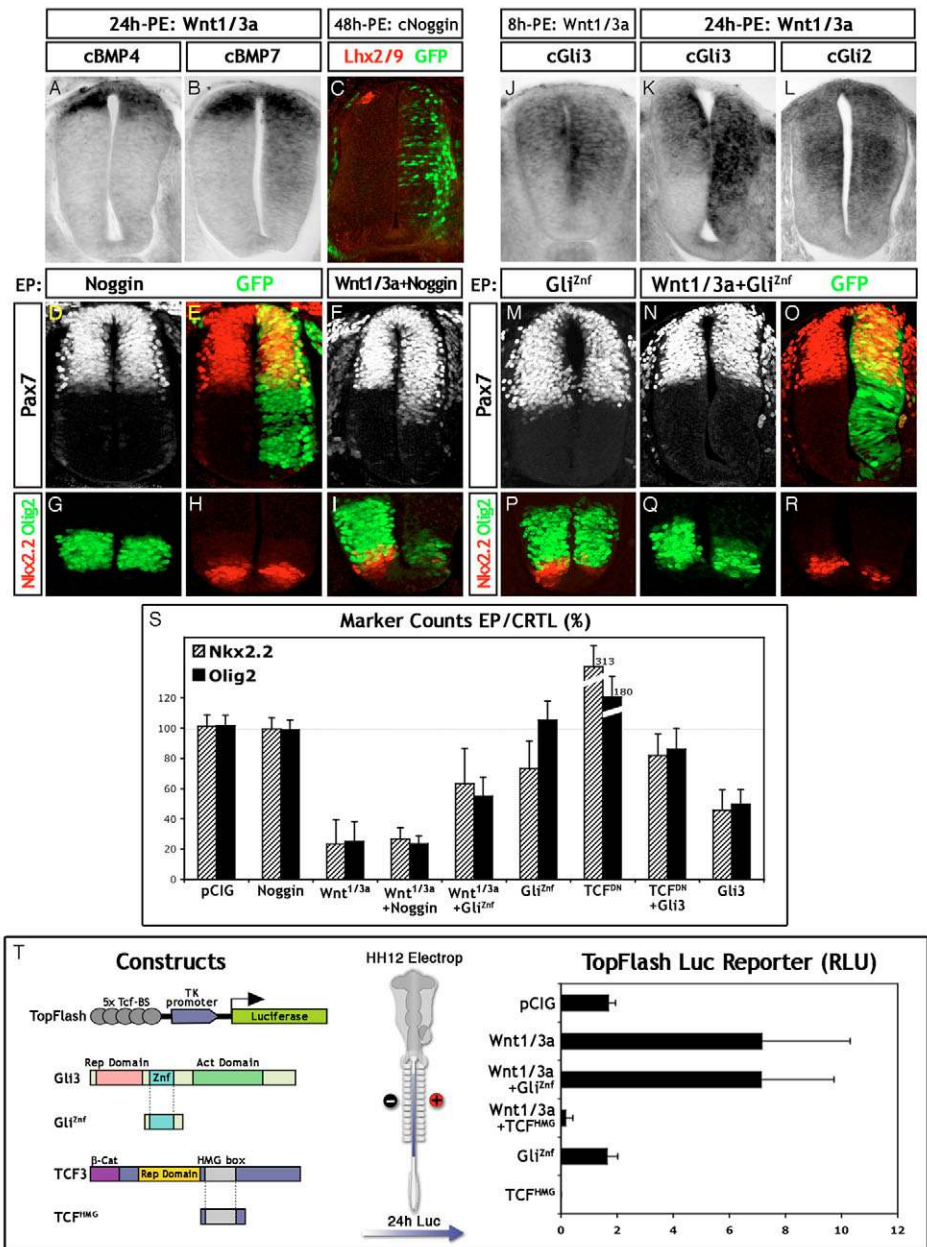 24h-PE: Wnt1/3a
48h-PE: cNoggin
8h-PE: Wnt1/3a
24h-PE: Wnt1/3a
cBMP4
cBMP7
Lhx2/9 GFP
cGli3
cGli3
cGli2
A
B
C
J
K
L
EP:
Noggin
GFP
Wnt1/3a+Noggin
EP:
Gli^Znf
Wnt1/3a+Gli^Znf
GFP
Pax7
D
E
F
Pax7
M
N
O
Nkx2.2 Olig2
G
H
I
Nkx2.2 Olig2
P
Q
R
S
Marker Counts EP/CRTL (%)
Nkx2.2
Olig2
313
180
120
100
80
60
40
20
0
pCIG
Noggin
Wnt^1/3a
Wnt^1/3a
+Noggin
Wnt^1/3a
+Gli^Znf
Gli^Znf
TCF^DN
TCF^DN
+Gli3
Gli3
T
Constructs
HH12 Electrop
TopFlash Luc Reporter (RLU)
TopFlash
5x Tcf-BS
TK
promoter
Luciferase
Rep Domain
Act Domain
Gli3
Znf
Gli^Znf
β-Cat
HMG box
TCF3
Rep Domain
TCF^HMG
−
+
24h Luc
pCIG
Wnt1/3a
Wnt1/3a
+Gli^Znf
Wnt1/3a
+TCF^HMG
Gli^Znf
TCF^HMG
0
2
4
6
8
10
12